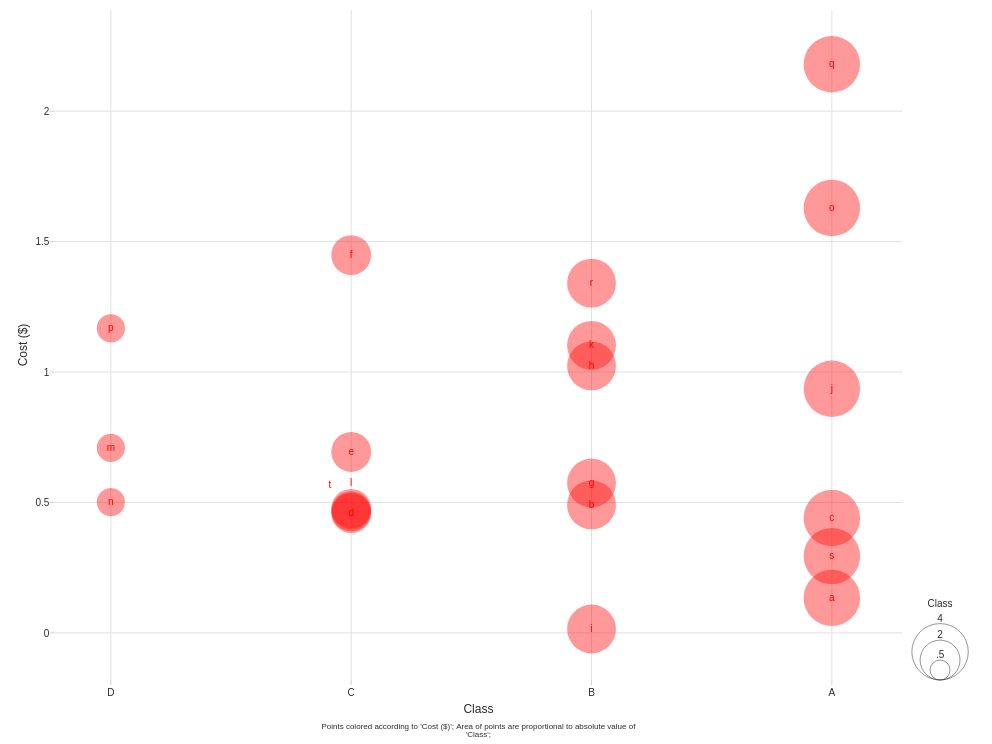 q
2
o
1.5
f
r
p
k
h
Cost ($)
1
j
m
e
t
l
g
n
0.5
b
d
c
s
a
Class
4
2
.5
i
0
D
C
B
A
Class
Points colored according to 'Cost ($)'; Area of points are proportional to absolute value of
'Class';